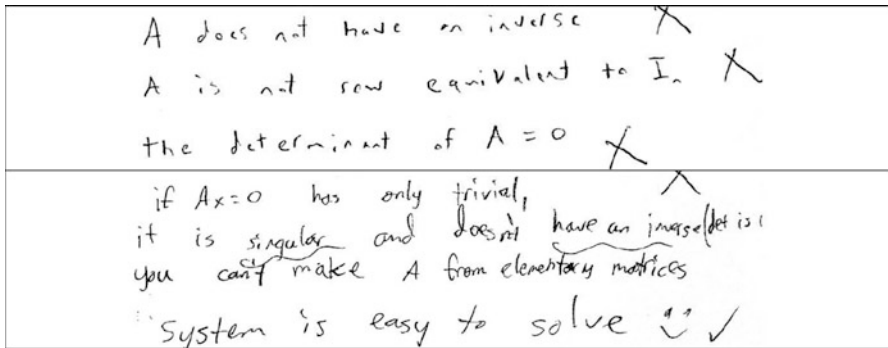 A does not have an inverse
A is not row equivalent to In
the determinant of A = 0
if Ax=0 has only trivial,
it is singular and doesn't have an inverse (det is
you can't make A from elementary matrices
System is easy to solve